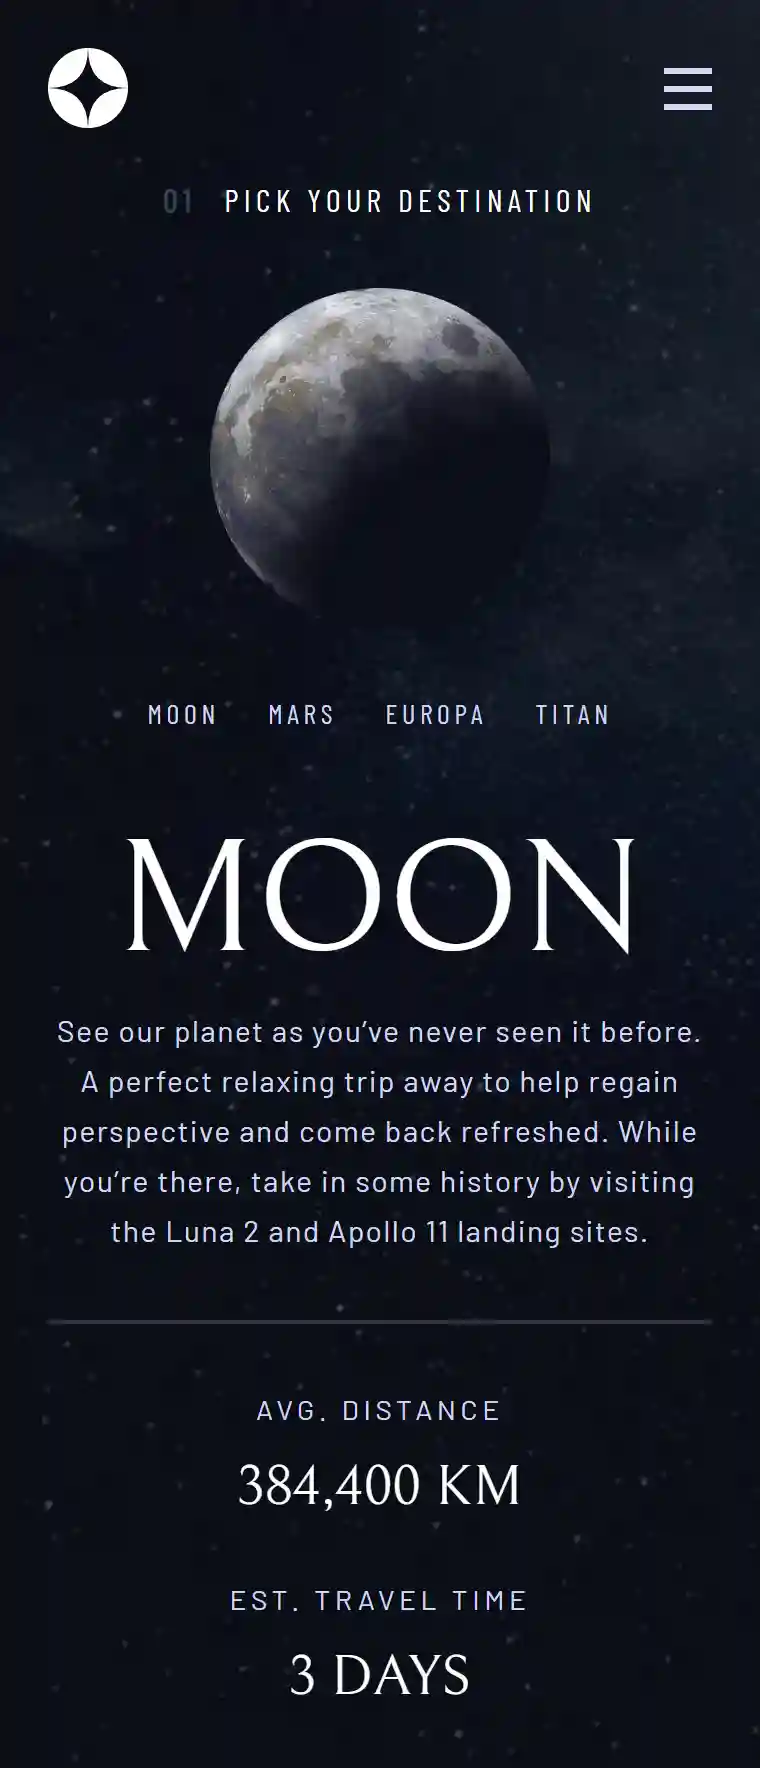 01 PICK YOUR DESTINATION
MOON MARS EUROPA TITAN
MOON
See our planet as you’ve never seen it before.
A perfect relaxing trip away to help regain
perspective and come back refreshed. While
you’re there, take in some history by visiting
the Luna 2 and Apollo 11 landing sites.
AVG. DISTANCE
384,400 KM
EST. TRAVEL TIME
3 DAYS